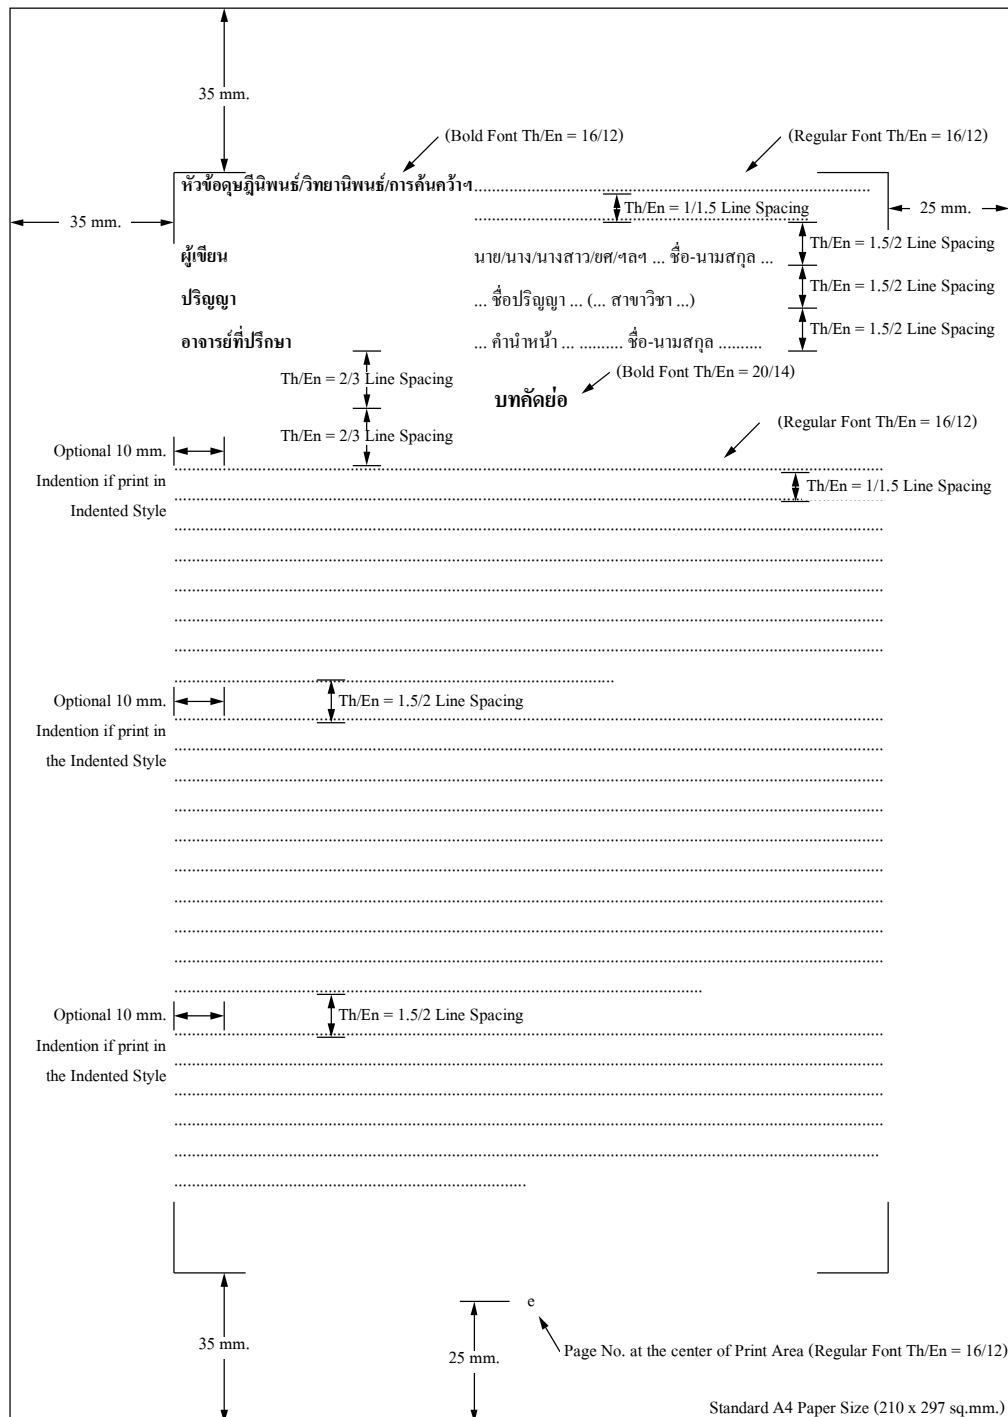 35 mm.
(Bold Font Th/En = 16/12)
(Regular Font Th/En = 16/12)
หัวข้อดุษฎีนิพนธ์/วิทยานิพนธ์/การค้นคว้าฯ..........................................................................................
Th/En = 1/1.5 Line Spacing
35 mm.
25 mm.
Th/En = 1.5/2 Line Spacing
ผู้เขียน นาย/นาง/นางสาว/ยศ/ฯลฯ ... ชื่อ-นามสกุล ...
Th/En = 1.5/2 Line Spacing
ปริญญา ... ชื่อปริญญา ... (... สาขาวิชา ...)
Th/En = 1.5/2 Line Spacing
อาจารย์ที่ปรึกษา ... คำนำหน้า ... .......... ชื่อ-นามสกุล ..........
Th/En = 2/3 Line Spacing
(Bold Font Th/En = 20/14)
บทคัดย่อ
(Regular Font Th/En = 16/12)
Th/En = 2/3 Line Spacing
Optional 10 mm.
Indention if print in
Indented Style
Th/En = 1/1.5 Line Spacing
Optional 10 mm.
Indention if print in
the Indented Style
Th/En = 1.5/2 Line Spacing
Optional 10 mm.
Indention if print in
the Indented Style
Th/En = 1.5/2 Line Spacing
e
35 mm.
25 mm.
Page No. at the center of Print Area (Regular Font Th/En = 16/12)
Standard A4 Paper Size (210 x 297 sq.mm.)